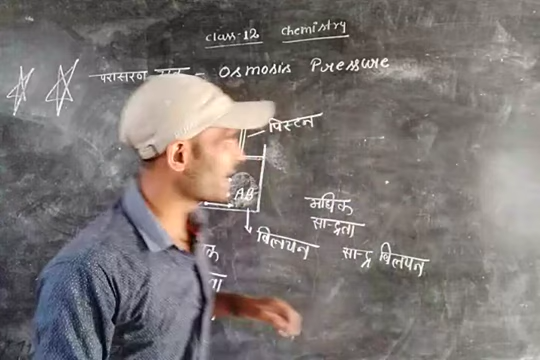 class-12 Chemistry
परासरण दाब - Osmosis Pressure
पिस्टन
AB
अधिक
सान्द्रता
विलयन
सान्द्र विलयन